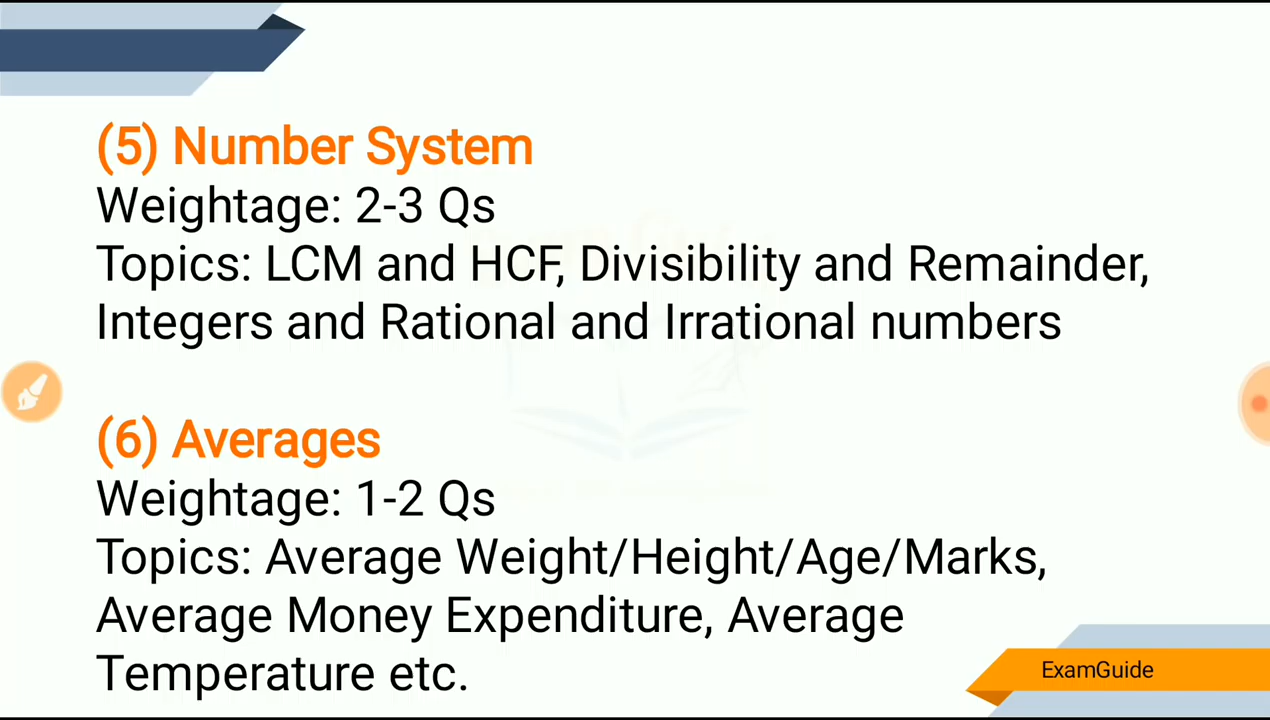 (5) Number System
Weightage: 2-3 Qs
Topics: LCM and HCF, Divisibility and Remainder,
Integers and Rational and Irrational numbers
(6) Averages
Weightage: 1-2 Qs
Topics: Average Weight/Height/Age/Marks,
Average Money Expenditure, Average
Temperature etc.
ExamGuide